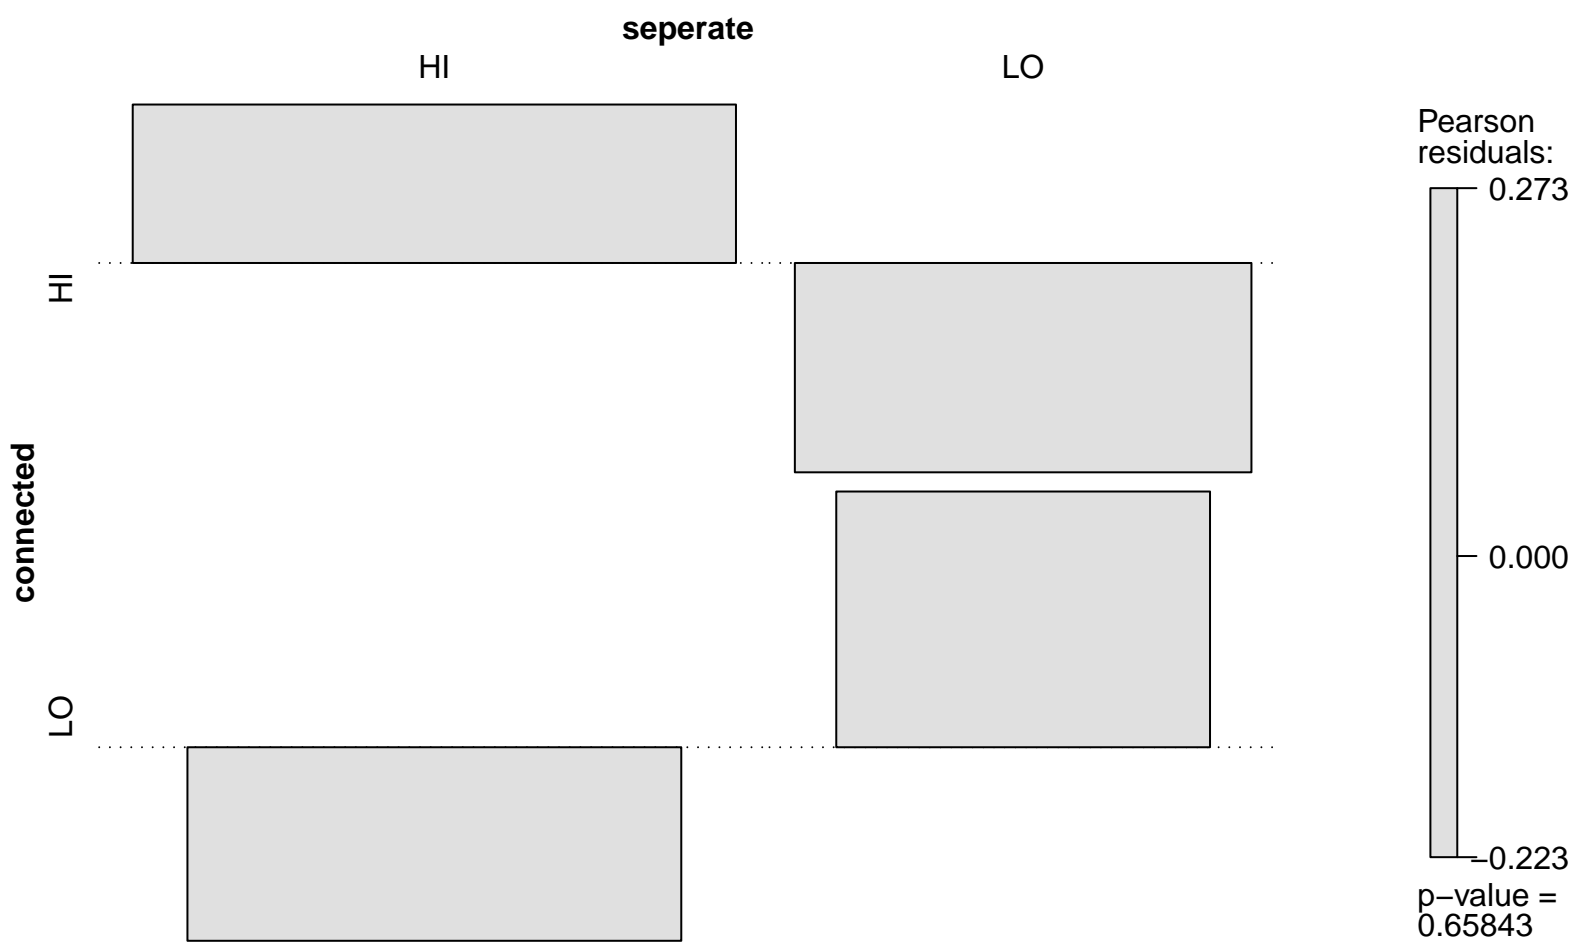 seperate
HI
LO
HI
connected
LO
Pearson
residuals:
0.273
0.000
−0.223
p−value =
0.65843